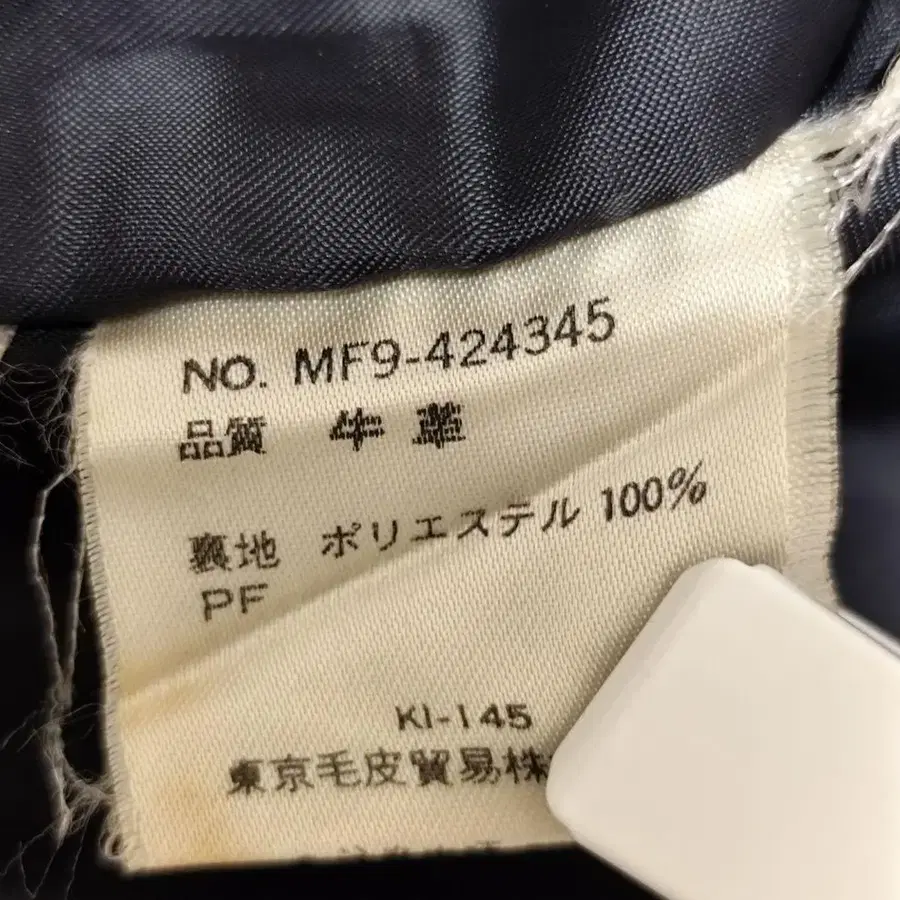 NO. MF9-424345
品質 牛革
裏地 ポリエステル 100%
PF
KI-145
東京毛皮貿易株